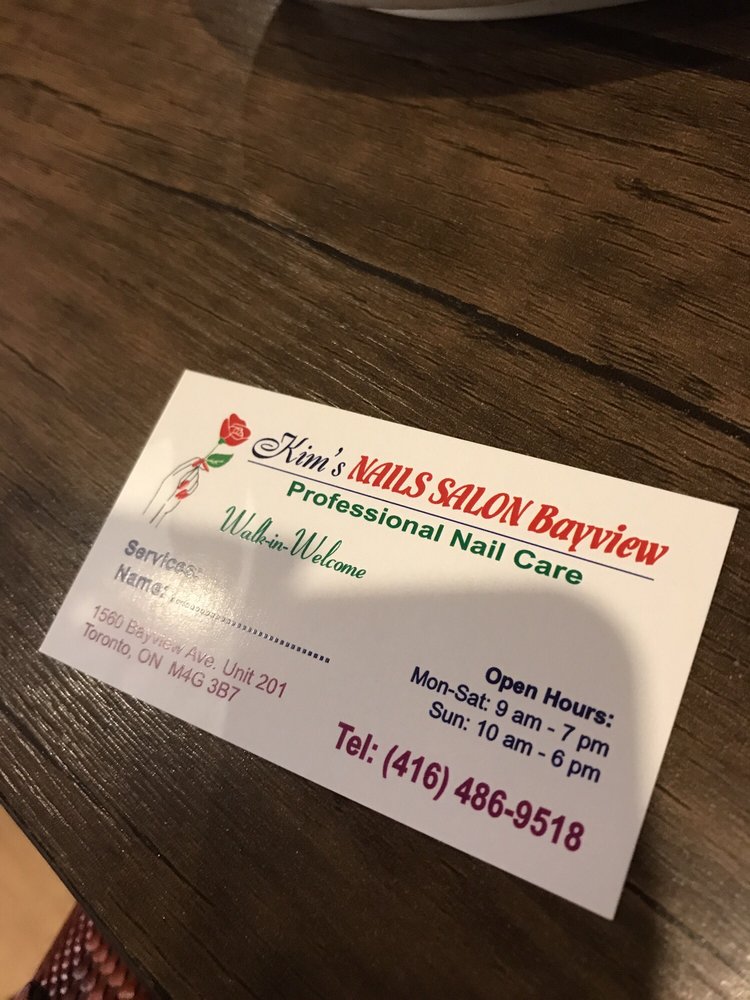 Kim's NAILS SALON Bayview
Professional Nail Care
Walk-in-Welcome
Services:
Name:
1560 Bayview Ave. Unit 201
Toronto, ON M4G 3B7
Open Hours:
Mon-Sat: 9 am - 7 pm
Sun: 10 am - 6 pm
Tel: (416) 486-9518